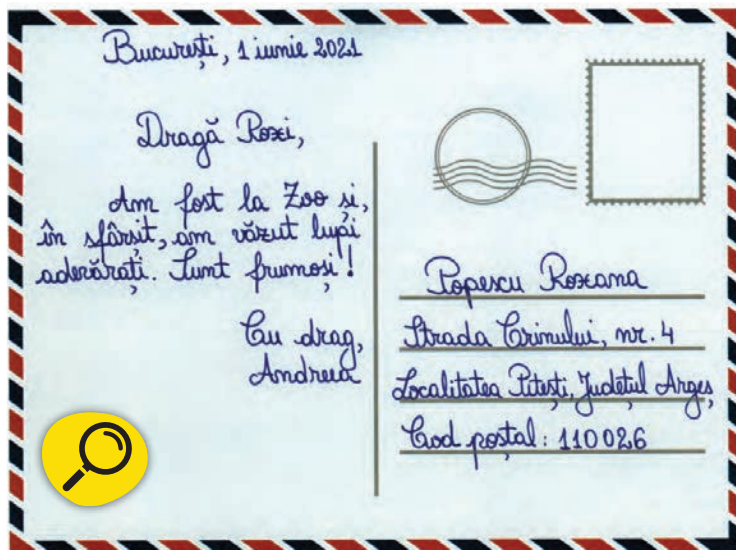 București, 1 iunie 2021
Dragă Roxi,
Am fost la Zoo și,
în sfârșit, am văzut lupi
adevărați. Sunt frumoși!
Cu drag,
Andreea
Popescu Roxana
Strada Crinului, nr. 4
Localitatea Pitești, Județul Argeș
Cod poștal: 110026